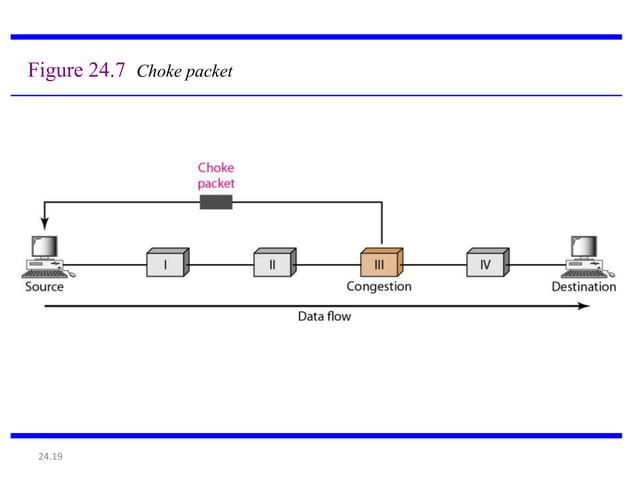 Figure 24.7 Choke packet
Choke
packet
I
II
III
IV
Source
Congestion
Destination
Data flow
24.19